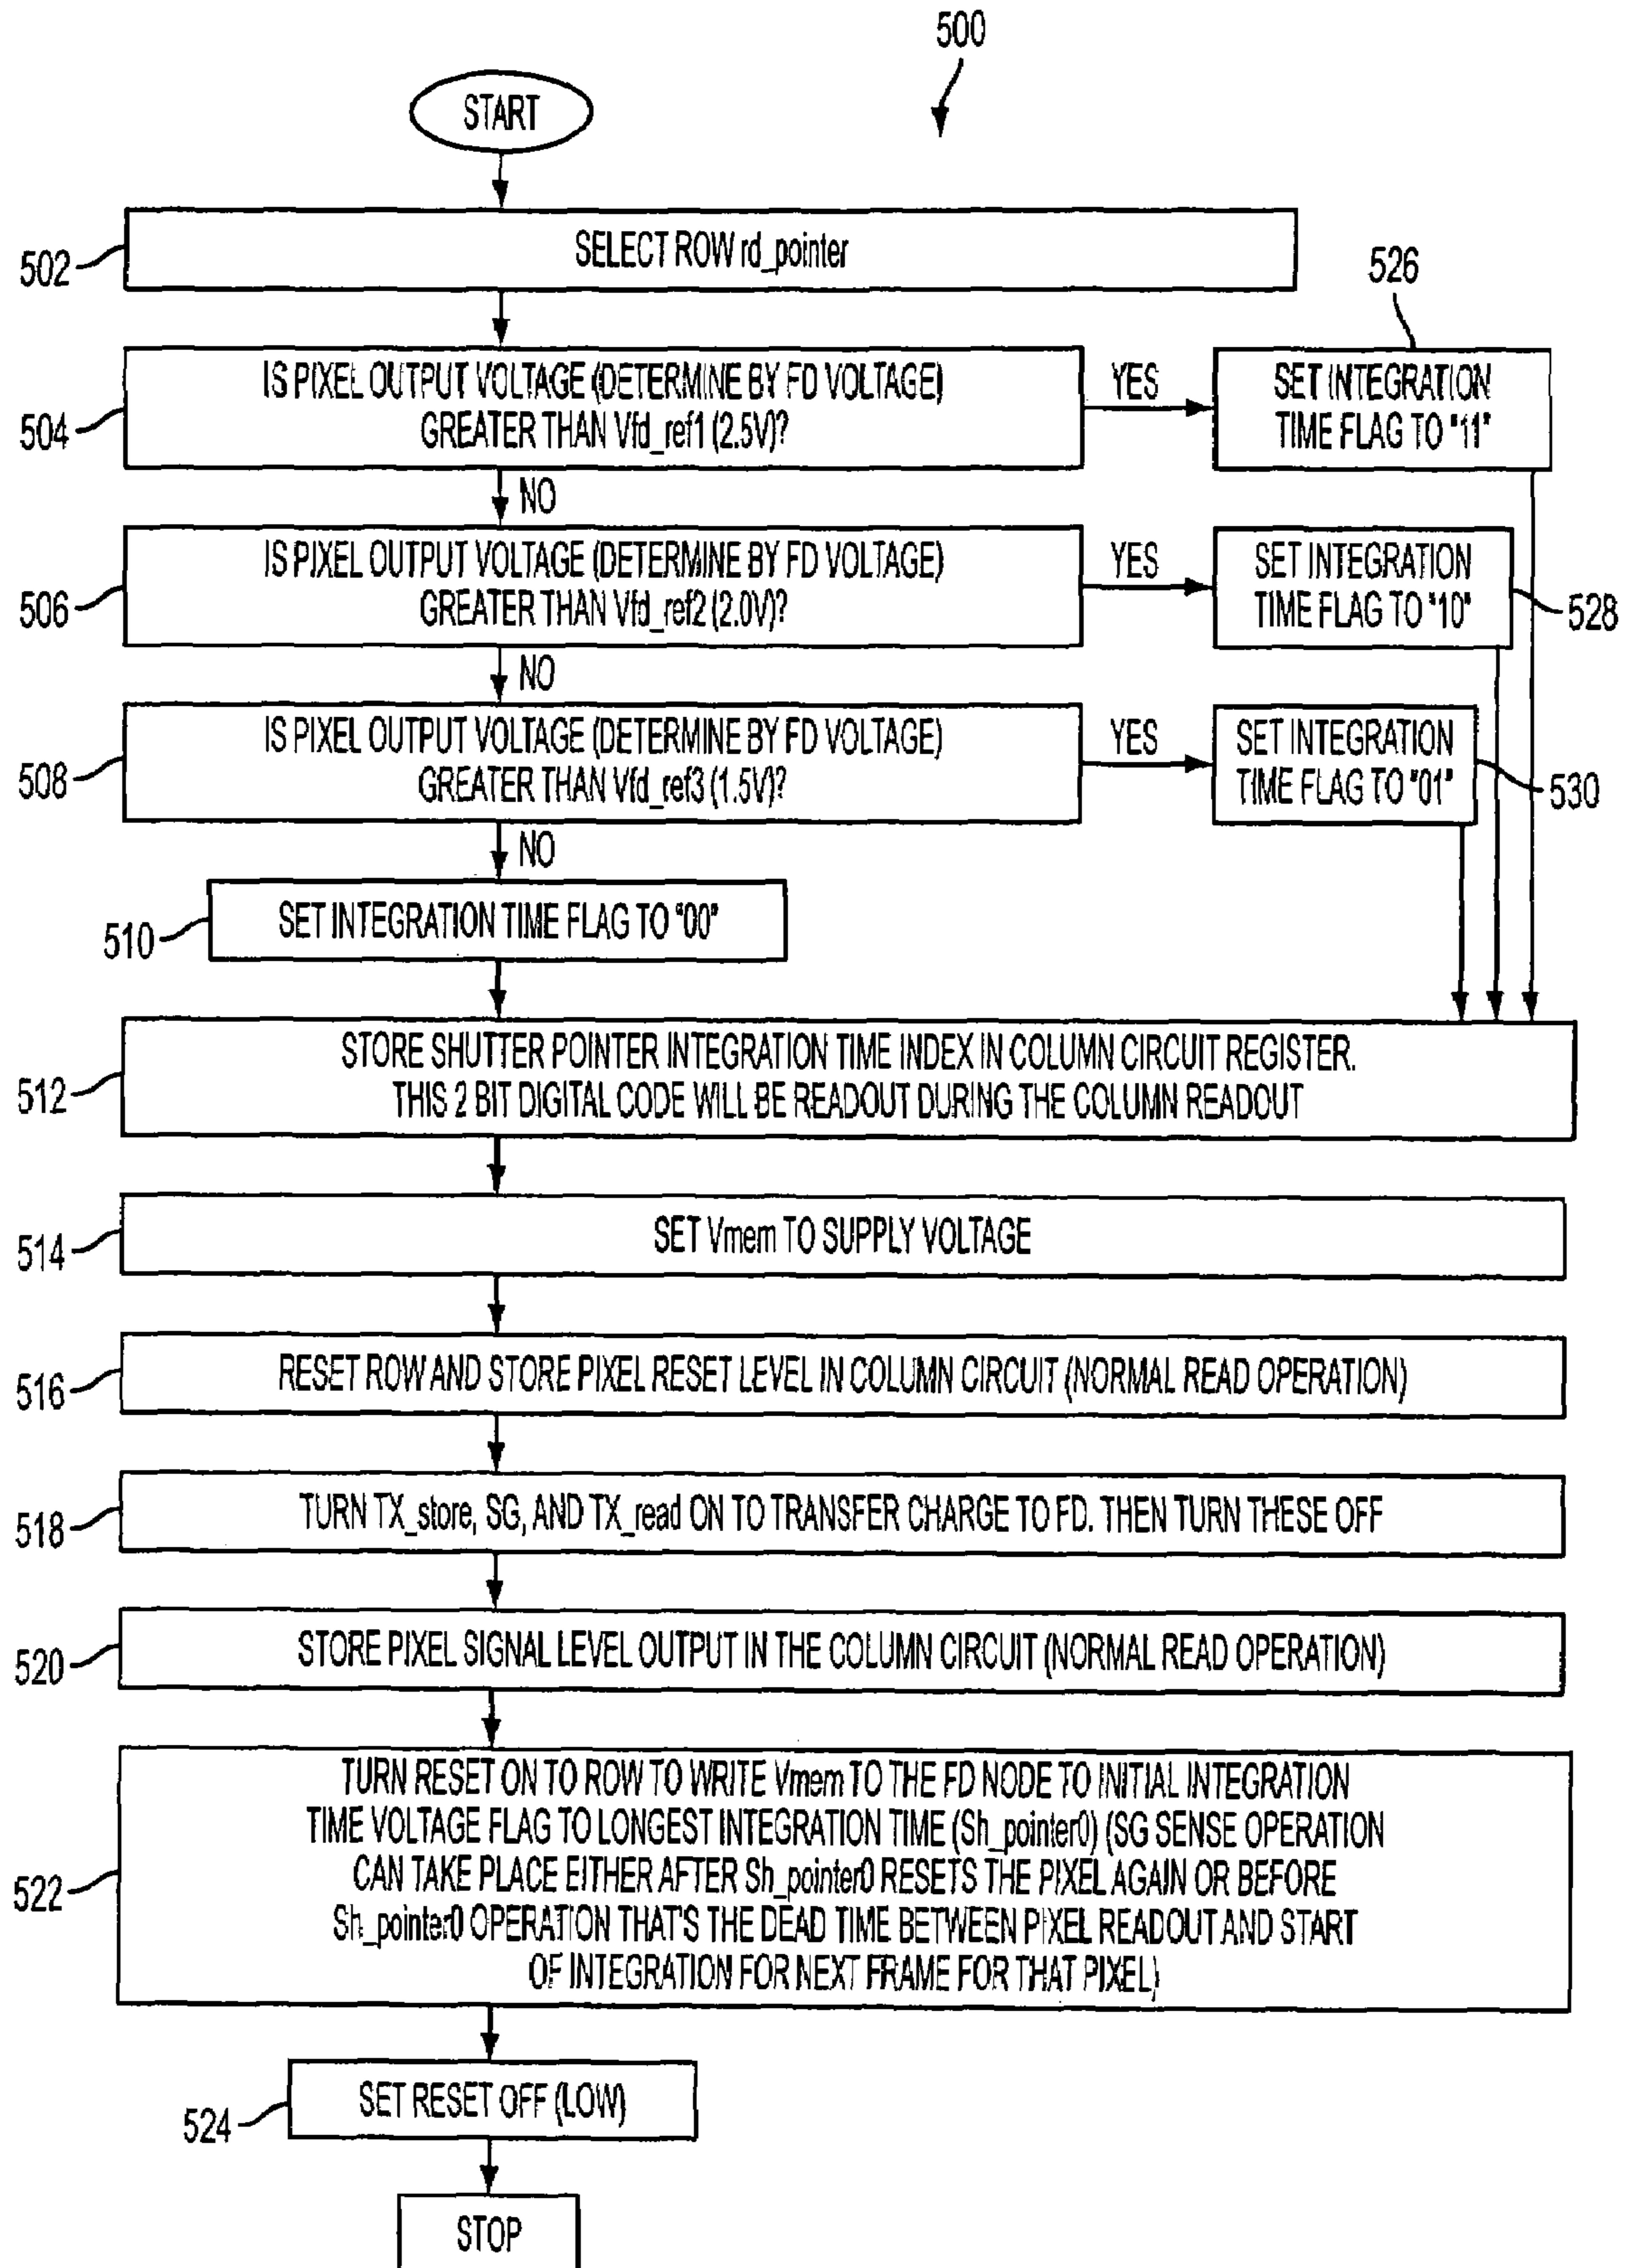 500
START
502
SELECT ROW rd_pointer
526
504
IS PIXEL OUTPUT VOLTAGE (DETERMINE BY FD VOLTAGE)
GREATER THAN Vfd_ref1 (2.5V)?
YES
SET INTEGRATION
TIME FLAG TO "11"
NO
506
IS PIXEL OUTPUT VOLTAGE (DETERMINE BY FD VOLTAGE)
GREATER THAN Vfd_ref2 (2.0V)?
YES
SET INTEGRATION
TIME FLAG TO "10"
528
NO
508
IS PIXEL OUTPUT VOLTAGE (DETERMINE BY FD VOLTAGE)
GREATER THAN Vfd_ref3 (1.5V)?
YES
SET INTEGRATION
TIME FLAG TO "01"
530
NO
510
SET INTEGRATION TIME FLAG TO "00"
512
STORE SHUTTER POINTER INTEGRATION TIME INDEX IN COLUMN CIRCUIT REGISTER.
THIS 2 BIT DIGITAL CODE WILL BE READOUT DURING THE COLUMN READOUT
514
SET Vmem TO SUPPLY VOLTAGE
516
RESET ROW AND STORE PIXEL RESET LEVEL IN COLUMN CIRCUIT (NORMAL READ OPERATION)
518
TURN TX_store, SG, AND TX_read ON TO TRANSFER CHARGE TO FD. THEN TURN THESE OFF
520
STORE PIXEL SIGNAL LEVEL OUTPUT IN THE COLUMN CIRCUIT (NORMAL READ OPERATION)
522
TURN RESET ON TO ROW TO WRITE Vmem TO THE FD NODE TO INITIAL INTEGRATION
TIME VOLTAGE FLAG TO LONGEST INTEGRATION TIME (Sh_pointer0) (SG SENSE OPERATION
CAN TAKE PLACE EITHER AFTER Sh_pointer0 RESETS THE PIXEL AGAIN OR BEFORE
Sh_pointer0 OPERATION THAT'S THE DEAD TIME BETWEEN PIXEL READOUT AND START
OF INTEGRATION FOR NEXT FRAME FOR THAT PIXEL)
524
SET RESET OFF (LOW)
STOP